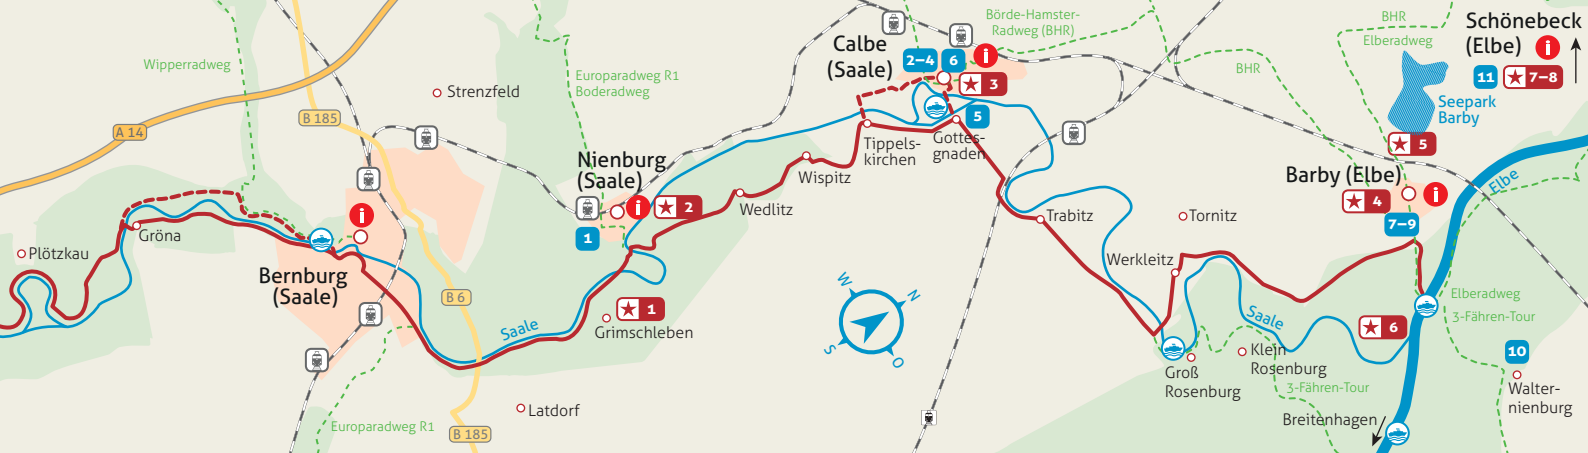 Wipperradweg
A 14
B 185
Strenzfeld
Plötzkau
Gröna
i
Bernburg
(Saale)
B 6
Europaradweg R1
B 185
Latdorf
Saale
Europaradweg R1
Boderadweg
Nienburg
(Saale)
i
2
1
1
Grimschleben
Wedlitz
Wispitz
Tippels-
kirchen
Calbe
(Saale)
2–4
6
i
3
5
Gottes-
gnaden
Börde-Hamster-
Radweg (BHR)
BHR
N
W
S
O
Trabitz
Tornitz
Werkleitz
Groß
Rosenburg
Saale
Klein
Rosenburg
3-Fähren-Tour
Breitenhagen
BHR
Elberadweg
Schönebeck
(Elbe)
i
11
7–8
Seepark
Barby
5
Barby (Elbe)
i
4
7–9
Elbe
6
Elberadweg
3-Fähren-Tour
10
Walter-
nienburg